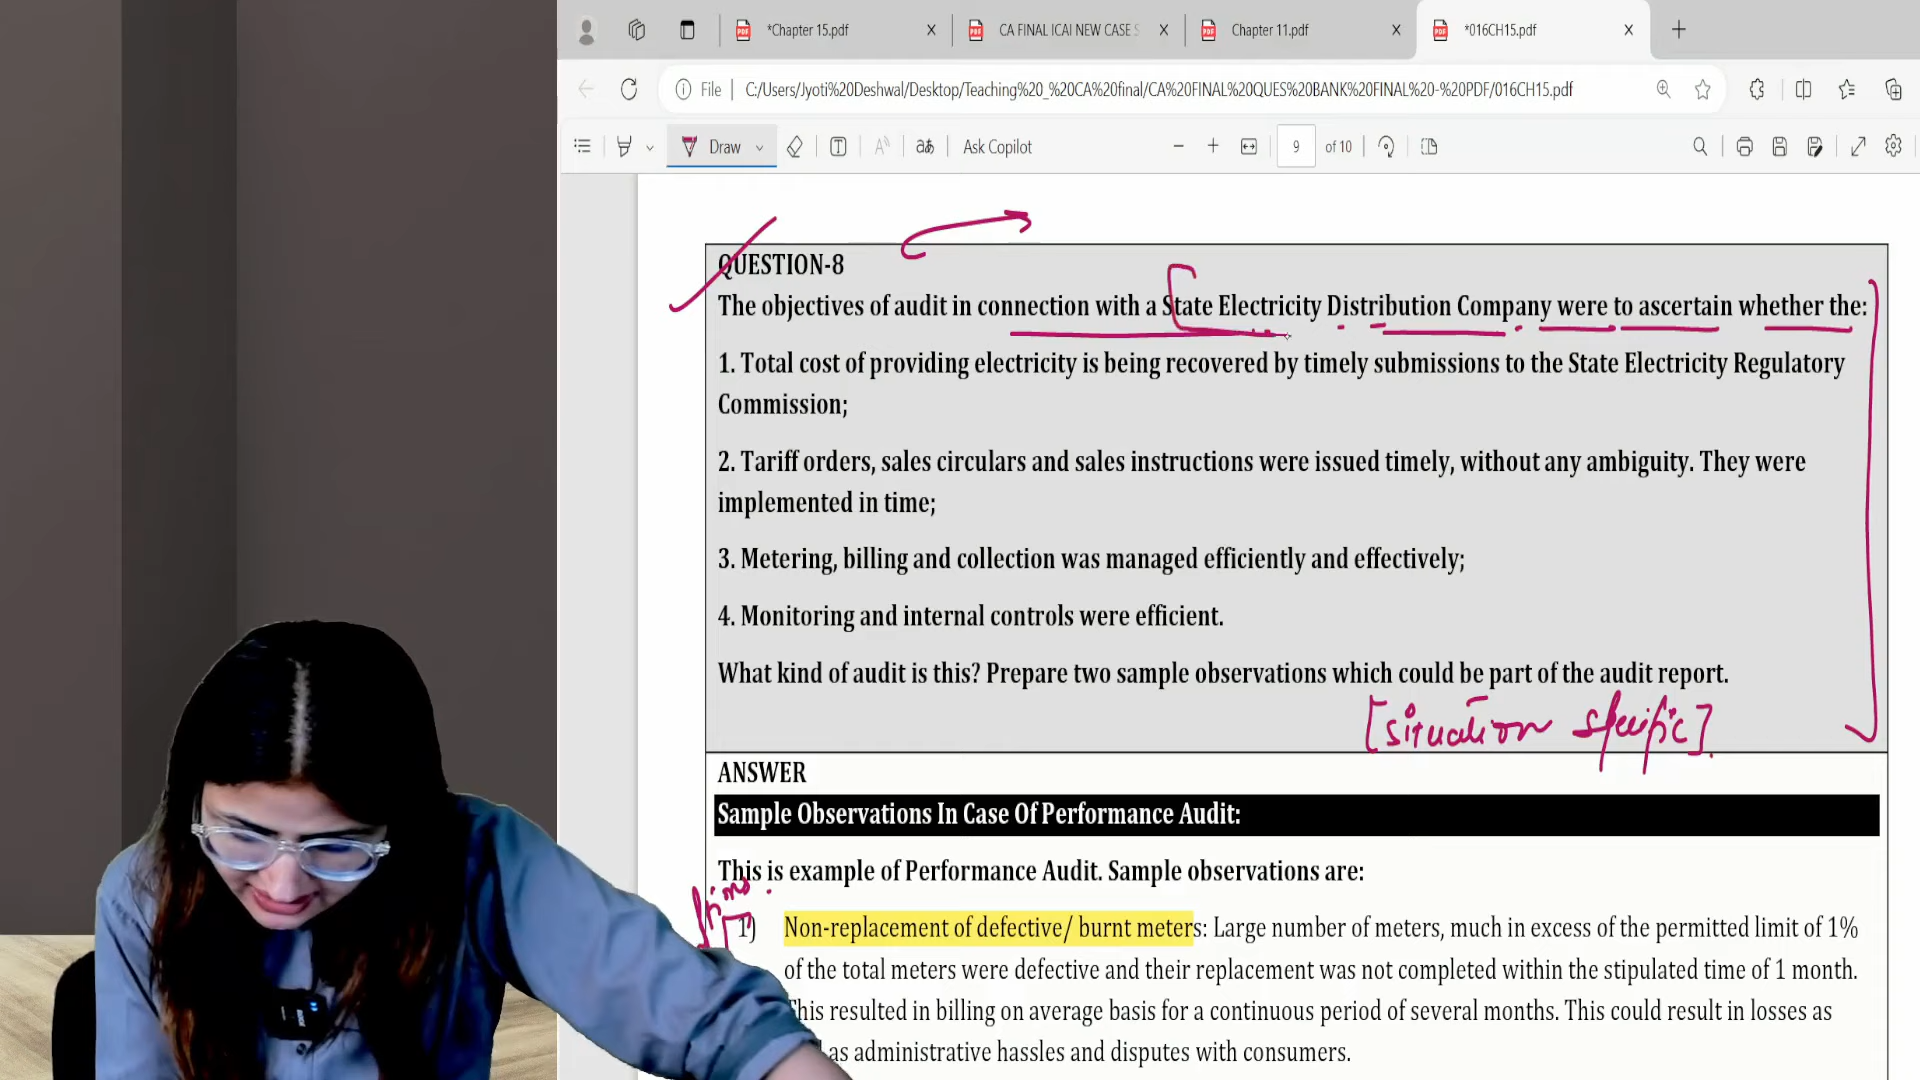 *Chapter 15.pdf
CA FINAL ICAI NEW CASE S
Chapter 11.pdf
*016CH15.pdf
File
C:/Users/Jyoti%20Deshwal/Desktop/Teaching%20_%20CA%20final/CA%20FINAL%20QUES%20BANK%20FINAL%20-%20PDF/016CH15.pdf
Draw
Ask Copilot
9 of 10
QUESTION-8
The objectives of audit in connection with a State Electricity Distribution Company were to ascertain whether the:
1. Total cost of providing electricity is being recovered by timely submissions to the State Electricity Regulatory
Commission;
2. Tariff orders, sales circulars and sales instructions were issued timely, without any ambiguity. They were
implemented in time;
3. Metering, billing and collection was managed efficiently and effectively;
4. Monitoring and internal controls were efficient.
What kind of audit is this? Prepare two sample observations which could be part of the audit report.
[situation specific].
ANSWER
Sample Observations In Case Of Performance Audit:
This is example of Performance Audit. Sample observations are:
1) Non-replacement of defective/ burnt meters: Large number of meters, much in excess of the permitted limit of 1%
of the total meters were defective and their replacement was not completed within the stipulated time of 1 month.
This resulted in billing on average basis for a continuous period of several months. This could result in losses as
as administrative hassles and disputes with consumers.